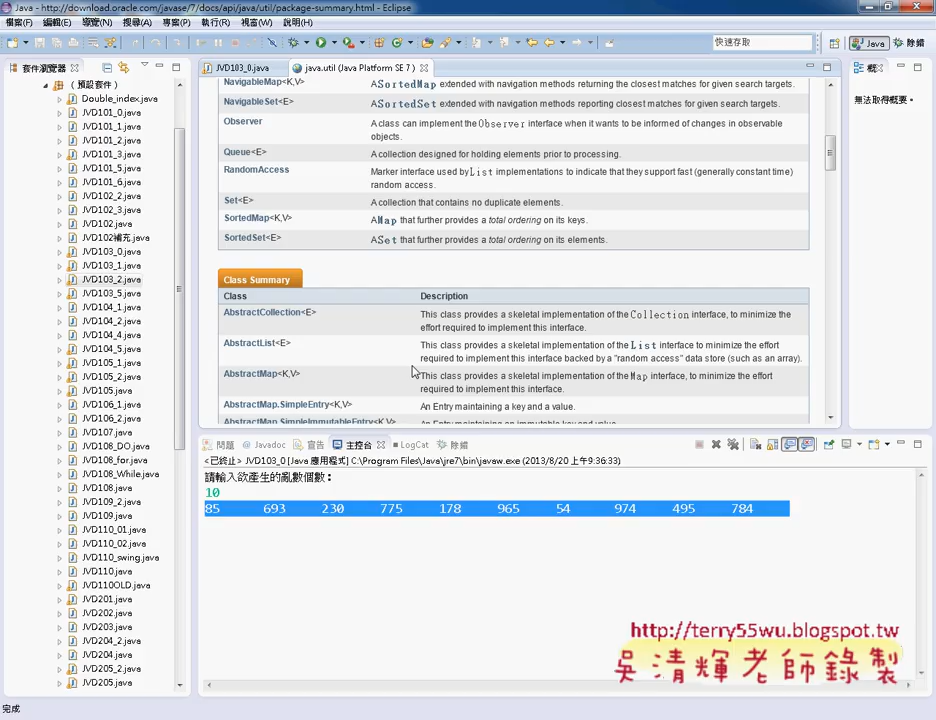 Java - http://download.oracle.com/javase/7/docs/api/java/util/package-summary.html - Eclipse
檔案(F) 編輯(E) 導覽(N) 搜尋(A) 專案(P) 執行(R) 視窗(W) 說明(H)
快速存取
Java
除錯
套件瀏覽器
JVD103_0.java
java.util (Java Platform SE 7 )
(預設套件)
Double_index.java
JVD101_0.java
JVD101_1.java
JVD101_2.java
JVD101_3.java
JVD101_5.java
JVD101_6.java
JVD102_2.java
JVD102_3.java
JVD102.java
JVD102補充.java
JVD103_0.java
JVD103_1.java
JVD103_2.java
JVD103_5.java
JVD104_1.java
JVD104_2.java
JVD104_4.java
JVD104_5.java
JVD105_1.java
JVD105_2.java
JVD105.java
JVD106_1.java
JVD106_2.java
JVD107.java
JVD108_DO.java
JVD108_for.java
JVD108_While.java
JVD108.java
JVD109_2.java
JVD109.java
JVD110_01.java
JVD110_02.java
JVD110_swing.java
JVD110.java
JVD110OLD.java
JVD201.java
JVD202.java
JVD203.java
JVD204_2.java
JVD204.java
JVD205_2.java
JVD205.java
NavigableMap<K,V> A SortedMap extended with navigation methods returning the closest matches for given search targets.
NavigableSet<E> A SortedSet extended with navigation methods reporting closest matches for given search targets.
Observer A class can implement the Observer interface when it wants to be informed of changes in observable
objects.
Queue<E> A collection designed for holding elements prior to processing.
RandomAccess Marker interface used by List implementations to indicate that they support fast (generally constant time)
random access.
Set<E> A collection that contains no duplicate elements.
SortedMap<K,V> A Map that further provides a total ordering on its keys.
SortedSet<E> A Set that further provides a total ordering on its elements.
Class Summary
Class Description
AbstractCollection<E> This class provides a skeletal implementation of the Collection interface, to minimize the
effort required to implement this interface.
AbstractList<E> This class provides a skeletal implementation of the List interface to minimize the effort
required to implement this interface backed by a "random access" data store (such as an array).
AbstractMap<K,V> This class provides a skeletal implementation of the Map interface, to minimize the effort
required to implement this interface.
AbstractMap.SimpleEntry<K,V> An Entry maintaining a key and a value.
AbstractMap.SimpleImmutableEntry<K,V> An Entry maintaining an immutable key and value.
無法取得概要。
問題 Javadoc 宣告 主控台 LogCat 除錯
<已終止> JVD103_0 [Java 應用程式] C:\Program Files\Java\jre7\bin\javaw.exe (2013/8/20 上午9:36:33)
請輸入欲產生的亂數個數:
10
85 693 230 775 178 965 54 974 495 784
http://terry55wu.blogspot.tw
吳清輝老師錄製
完成